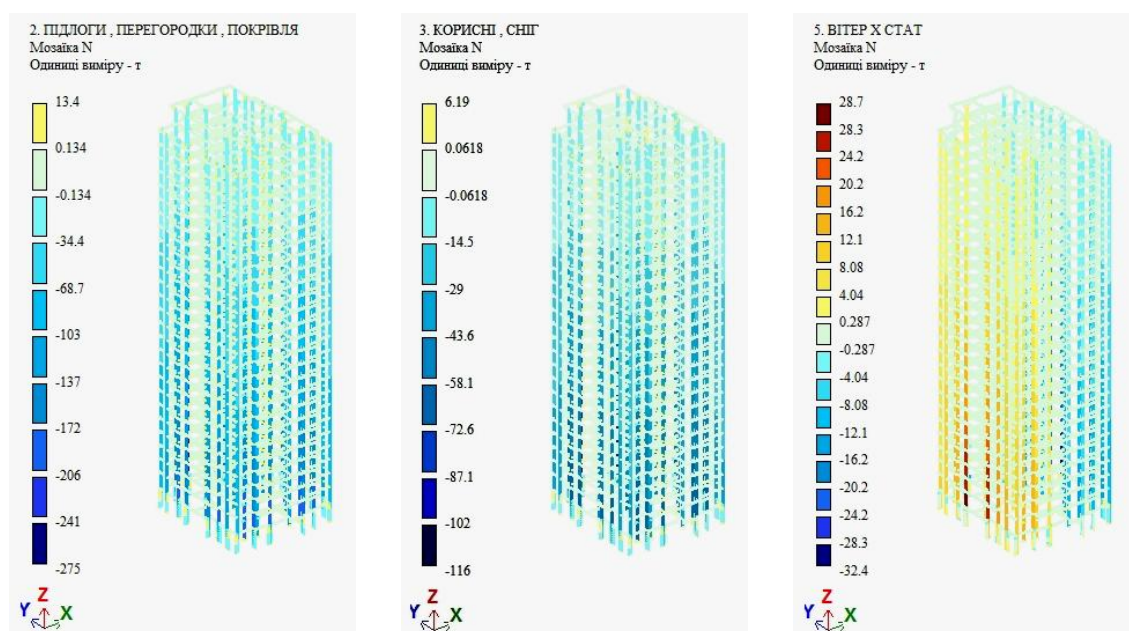 2. ПІДЛОГИ , ПЕРЕГОРОДКИ , ПОКРІВЛЯ
Мозаїка N
Одиниці виміру - т
13.4
0.134
-0.134
-34.4
-68.7
-103
-137
-172
-206
-241
-275
Z
Y
X
3. КОРИСНІ , СНІГ
Мозаїка N
Одиниці виміру - т
6.19
0.0618
-0.0618
-14.5
-29
-43.6
-58.1
-72.6
-87.1
-102
-116
Z
Y
X
5. ВІТЕР X СТАТ
Мозаїка N
Одиниці виміру - т
28.7
28.3
24.2
20.2
16.2
12.1
8.08
4.04
0.287
-0.287
-4.04
-8.08
-12.1
-16.2
-20.2
-24.2
-28.3
-32.4
Z
Y
X